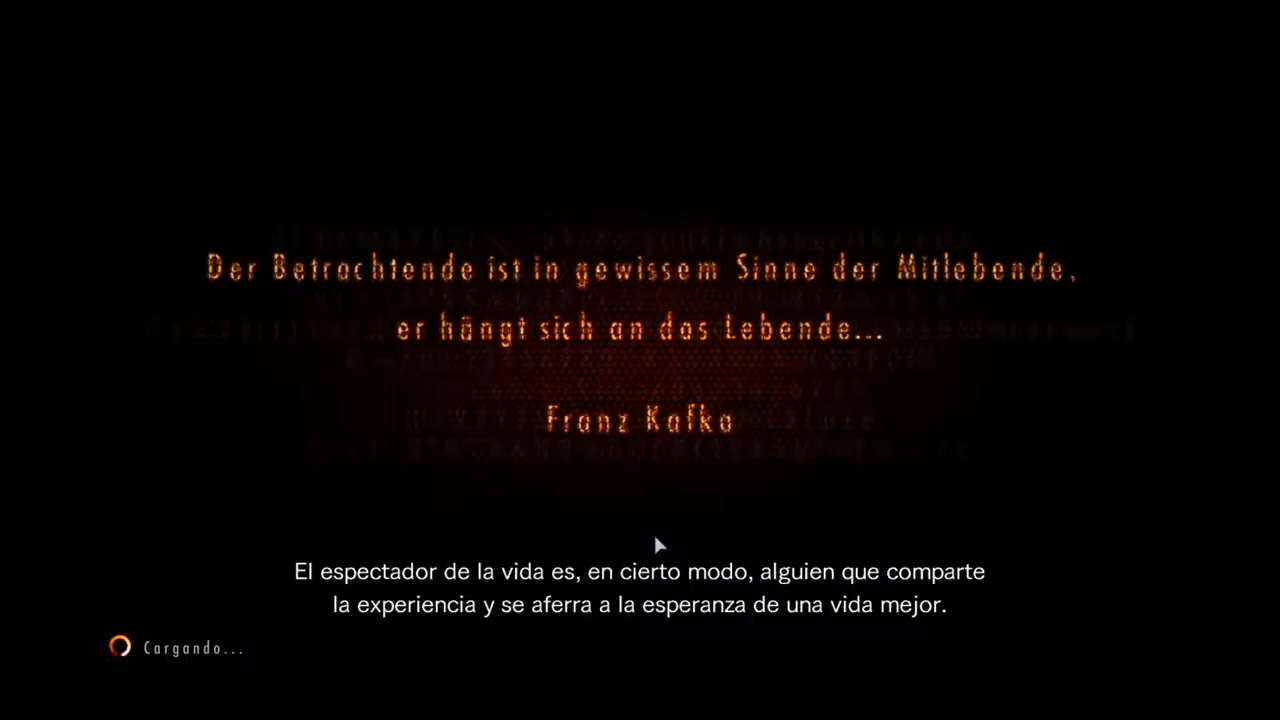 Der Betrachtende ist in gewissem Sinne der Mitlebende,
er hängt sich an das Lebende...
Franz Kafka
El espectador de la vida es, en cierto modo, alguien que comparte
la experiencia y se aferra a la esperanza de una vida mejor.
Cargando...